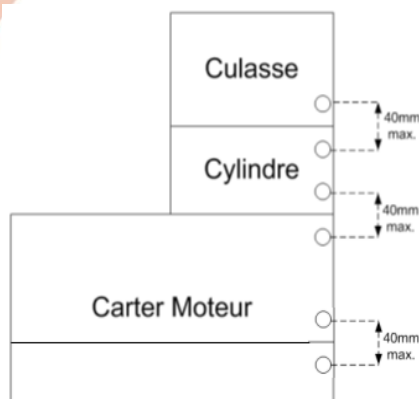 Culasse
40mm
max.
Cylindre
40mm
max.
Carter Moteur
40mm
max.